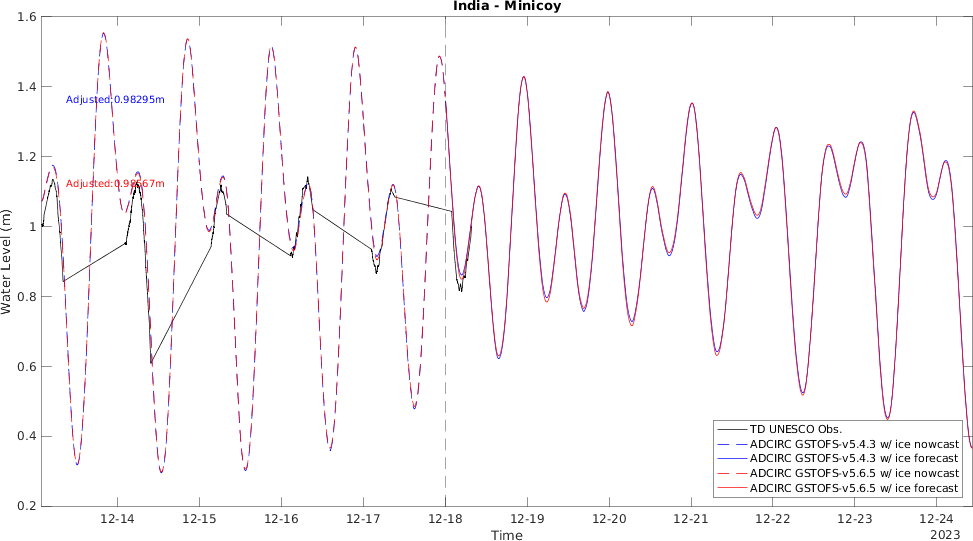 India - Minicoy
1.6
1.4
1.2
1
0.8
0.6
0.4
0.2
Water Level (m)
Adjusted:0.98295m
TD UNESCO Obs.
ADCIRC GSTOFS-v5.4.3 w/ ice nowcast
ADCIRC GSTOFS-v5.4.3 w/ ice forecast
ADCIRC GSTOFS-v5.6.5 w/ ice nowcast
ADCIRC GSTOFS-v5.6.5 w/ ice forecast
12-14
12-15
12-16
12-17
12-18
12-19
12-20
12-21
12-22
12-23
12-24
Time
2023